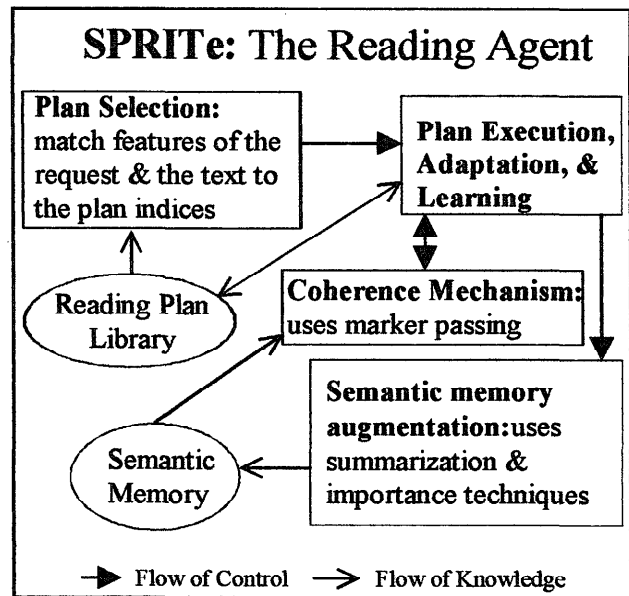 SPRITe: The Reading Agent
Plan Selection:
match features of the
request & the text to
the plan indices
Plan Execution,
Adaptation, &
Learning
Reading Plan
Library
Coherence Mechanism:
uses marker passing
Semantic memory
augmentation:uses
summarization &
importance techniques
Semantic
Memory
Flow of Control
Flow of Knowledge